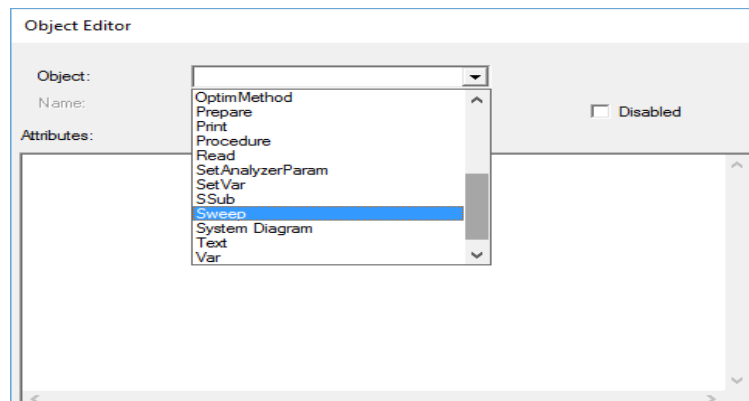 Object Editor
Object:
Name:
Disabled
Attributes:
OptimMethod
Prepare
Print
Procedure
Read
SetAnalyzerParam
SetVar
SSub
Sweep
System Diagram
Text
Var